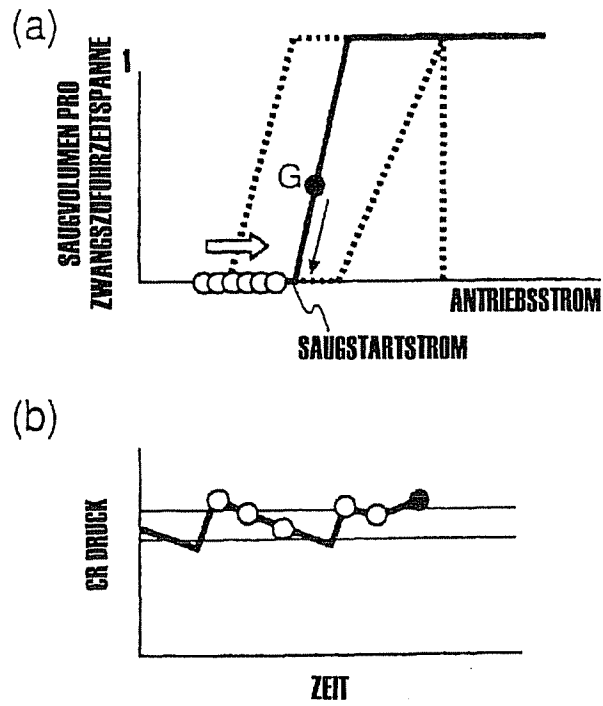 (a)
1
SAUGVOLUMEN PRO
ZWANGSZUFUHRZEITSPANNE
G
ANTRIEBSSTROM
SAUGSTARTSTROM
(b)
CR DRUCK
ZEIT